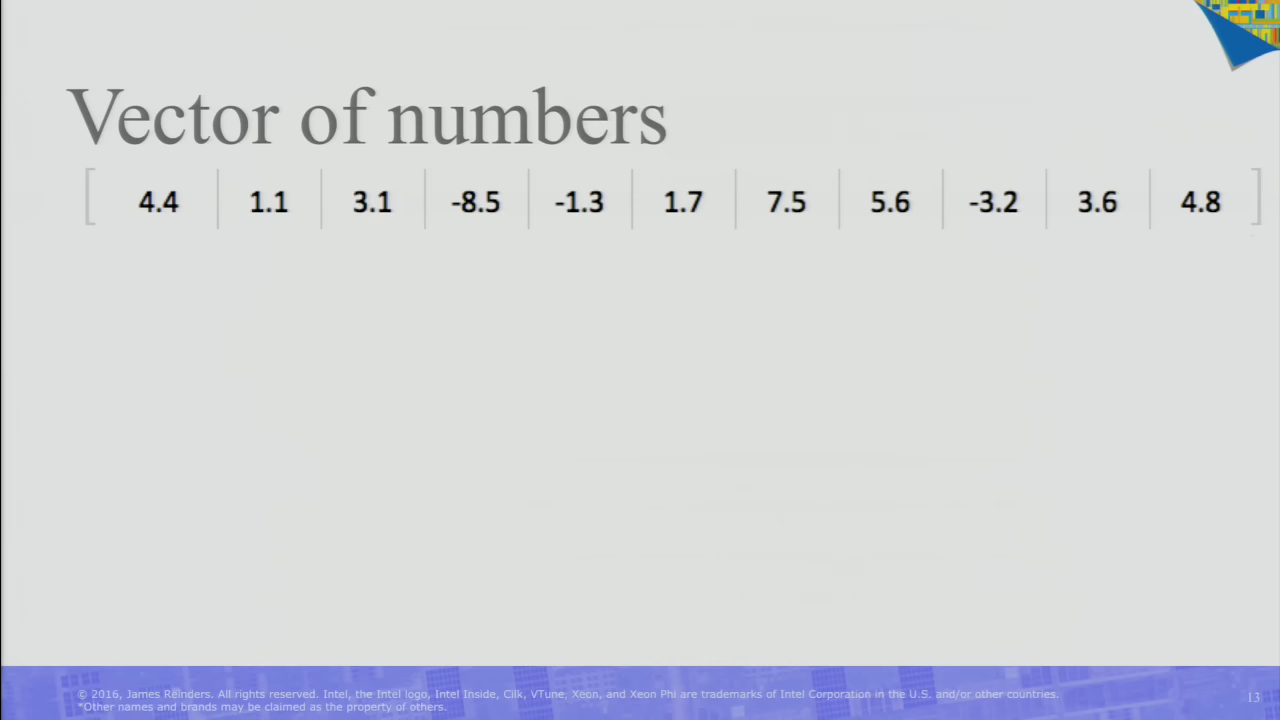 Vector of numbers
[ 4.4 1.1 3.1 -8.5 -1.3 1.7 7.5 5.6 -3.2 3.6 4.8 ]
© 2016, James Reinders. All rights reserved. Intel, the Intel logo, Intel Inside, Cilk, VTune, Xeon, and Xeon Phi are trademarks of Intel Corporation in the U.S. and/or other countries.
*Other names and brands may be claimed as the property of others.
13